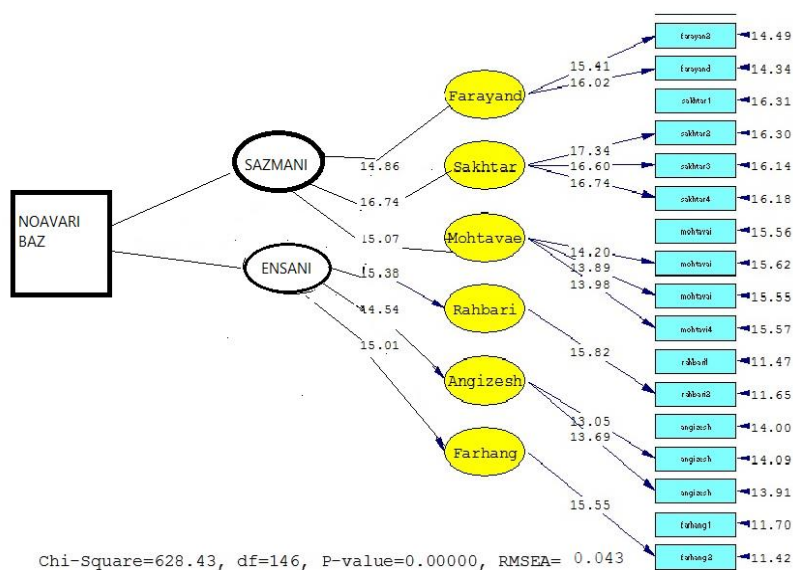 NOAVARI
BAZ
SAZMANI
ENSANI
14.86
16.74
15.07
15.38
14.54
15.01
Farayand
Sakhtar
Mohtavae
Rahbari
Angizesh
Farhang
15.41
16.02
17.34
16.60
16.74
14.20
13.89
13.98
15.82
13.05
13.69
15.55
14.49
farayand 14.34
sakhtar1 16.31
sakhtar2 16.30
sakhtar3 16.14
sakhtar4 16.18
mohtavai 15.56
mohtavai 15.62
mohtavai 15.55
mohtavi4 15.57
rahbari1 11.47
rahbari2 11.65
angizesh 14.00
angizesh 14.09
angizesh 13.91
farhang1 11.70
11.42
Chi-Square=628.43, df=146, P-value=0.00000, RMSEA= 0.043